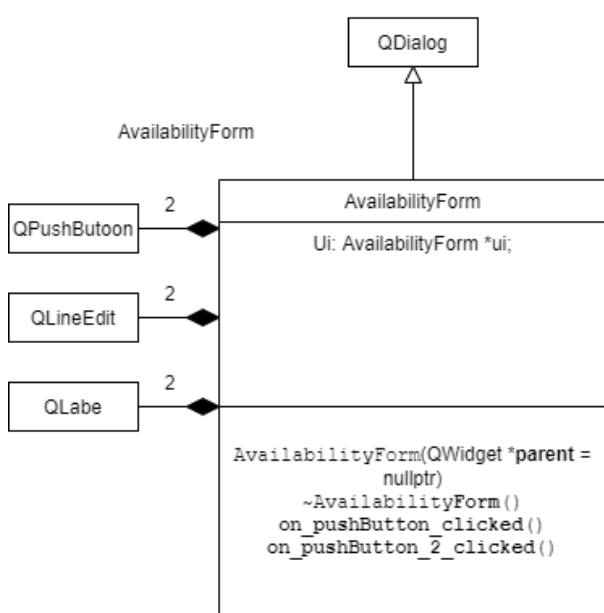 QDialog
AvailabilityForm
AvailabilityForm
2
QPushButoon
Ui: AvailabilityForm *ui;
2
QLineEdit
2
QLabe
AvailabilityForm(QWidget *parent =
nullptr)
~AvailabilityForm()
on_pushButton_clicked()
on_pushButton_2_clicked()